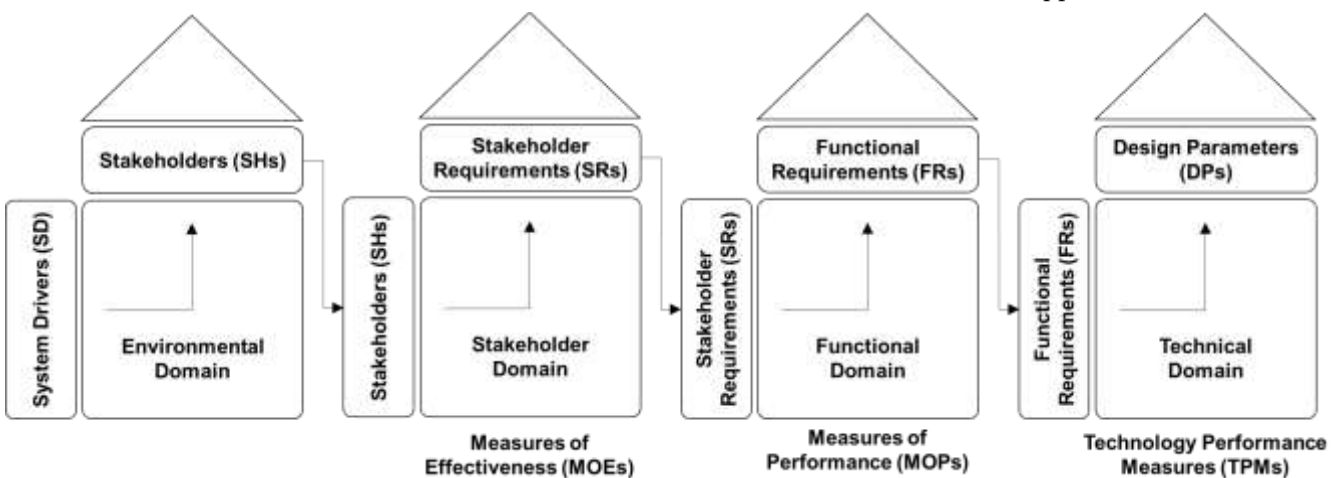 Stakeholders (SHs)
System Drivers (SD)
Environmental
Domain
Stakeholder
Requirements (SRs)
Stakeholders (SHs)
Stakeholder
Domain
Measures of
Effectiveness (MOEs)
Functional
Requirements (FRs)
Stakeholder
Requirements (SRs)
Functional
Domain
Measures of
Performance (MOPs)
Design Parameters
(DPs)
Functional
Requirements (FRs)
Technical
Domain
Technology Performance
Measures (TPMs)